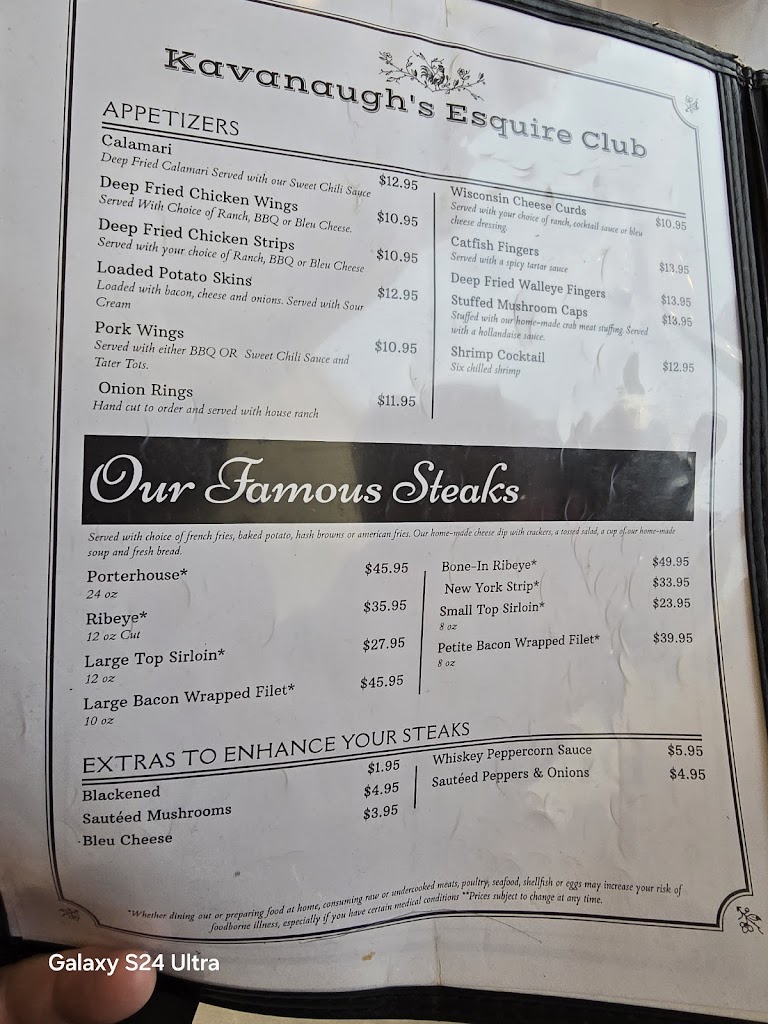 Kavanaugh's Esquire Club
APPETIZERS
Calamari
Deep Fried Calamari Served with our Sweet Chili Sauce
$12.95
Deep Fried Chicken Wings
Served With Choice of Ranch, BBQ or Bleu Cheese.
$10.95
Deep Fried Chicken Strips
Served with your choice of Ranch, BBQ or Bleu Cheese
$10.95
Loaded Potato Skins
$12.95
Loaded with bacon, cheese and onions. Served with Sour
Cream
Pork Wings
$10.95
Served with either BBQ OR Sweet Chili Sauce and
Tater Tots.
Onion Rings
$11.95
Hand cut to order and served with house ranch
Wisconsin Cheese Curds
$10.95
Served with your choice of ranch, cocktail sauce or bleu
cheese dressing.
Catfish Fingers
$13.95
Served with a spicy tartar sauce
Deep Fried Walleye Fingers
$13.95
Stuffed Mushroom Caps
$13.95
Stuffed with our home-made crab meat stuffing. Served
with a hollandaise sauce.
Shrimp Cocktail
$12.95
Six chilled shrimp
Our Famous Steaks
Served with choice of french fries, baked potato, hash browns or american fries. Our home-made cheese dip with crackers, a tossed salad, a cup of our home-made
soup and fresh bread.
Porterhouse*
$45.95
24 oz
Ribeye*
$35.95
12 oz Cut
Large Top Sirloin*
$27.95
12 oz
Large Bacon Wrapped Filet*
$45.95
10 oz
Bone-In Ribeye*
$49.95
New York Strip*
$33.95
Small Top Sirloin*
$23.95
8 oz
Petite Bacon Wrapped Filet*
$39.95
8 oz
EXTRAS TO ENHANCE YOUR STEAKS
Blackened
$1.95
Sautéed Mushrooms
$4.95
Bleu Cheese
$3.95
Whiskey Peppercorn Sauce
$5.95
Sautéed Peppers & Onions
$4.95
*Whether dining out or preparing food at home, consuming raw or undercooked meats, poultry, seafood, shellfish or eggs may increase your risk of
foodborne illness, especially if you have certain medical conditions **Prices subject to change at any time.
Galaxy S24 Ultra